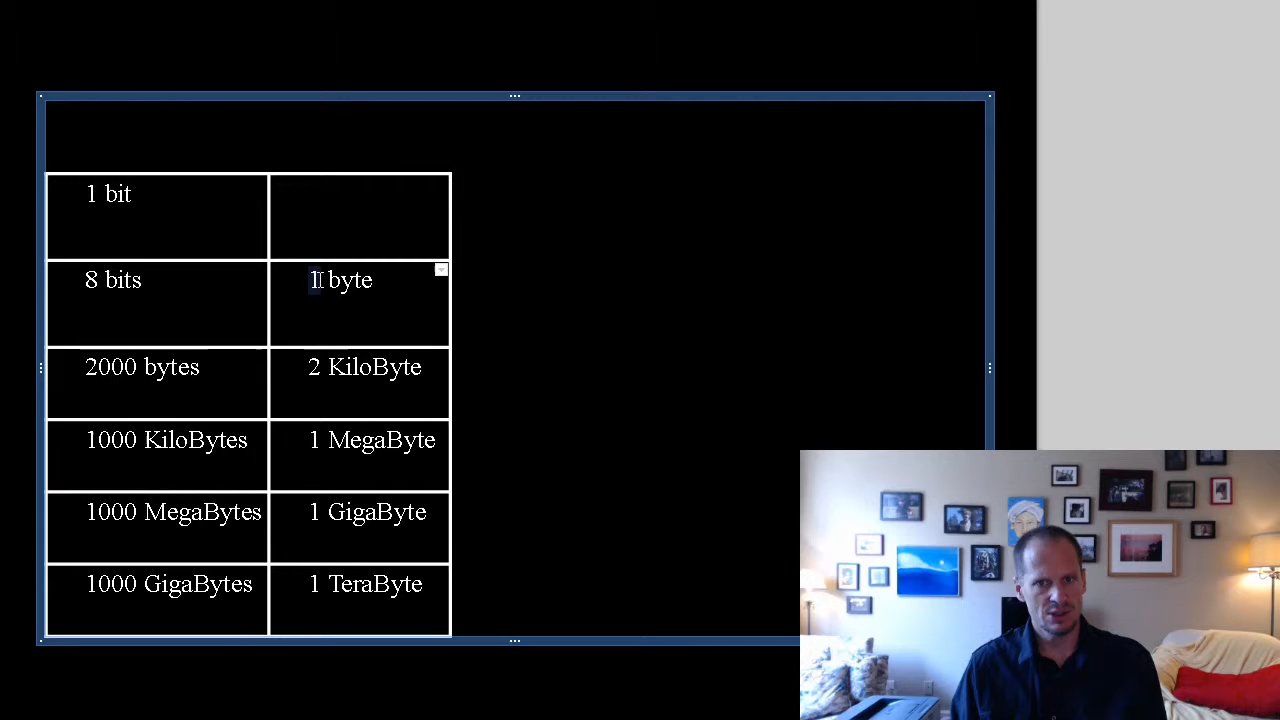 1 bit
8 bits 1 byte
2000 bytes 2 KiloByte
1000 KiloBytes 1 MegaByte
1000 MegaBytes 1 GigaByte
1000 GigaBytes 1 TeraByte